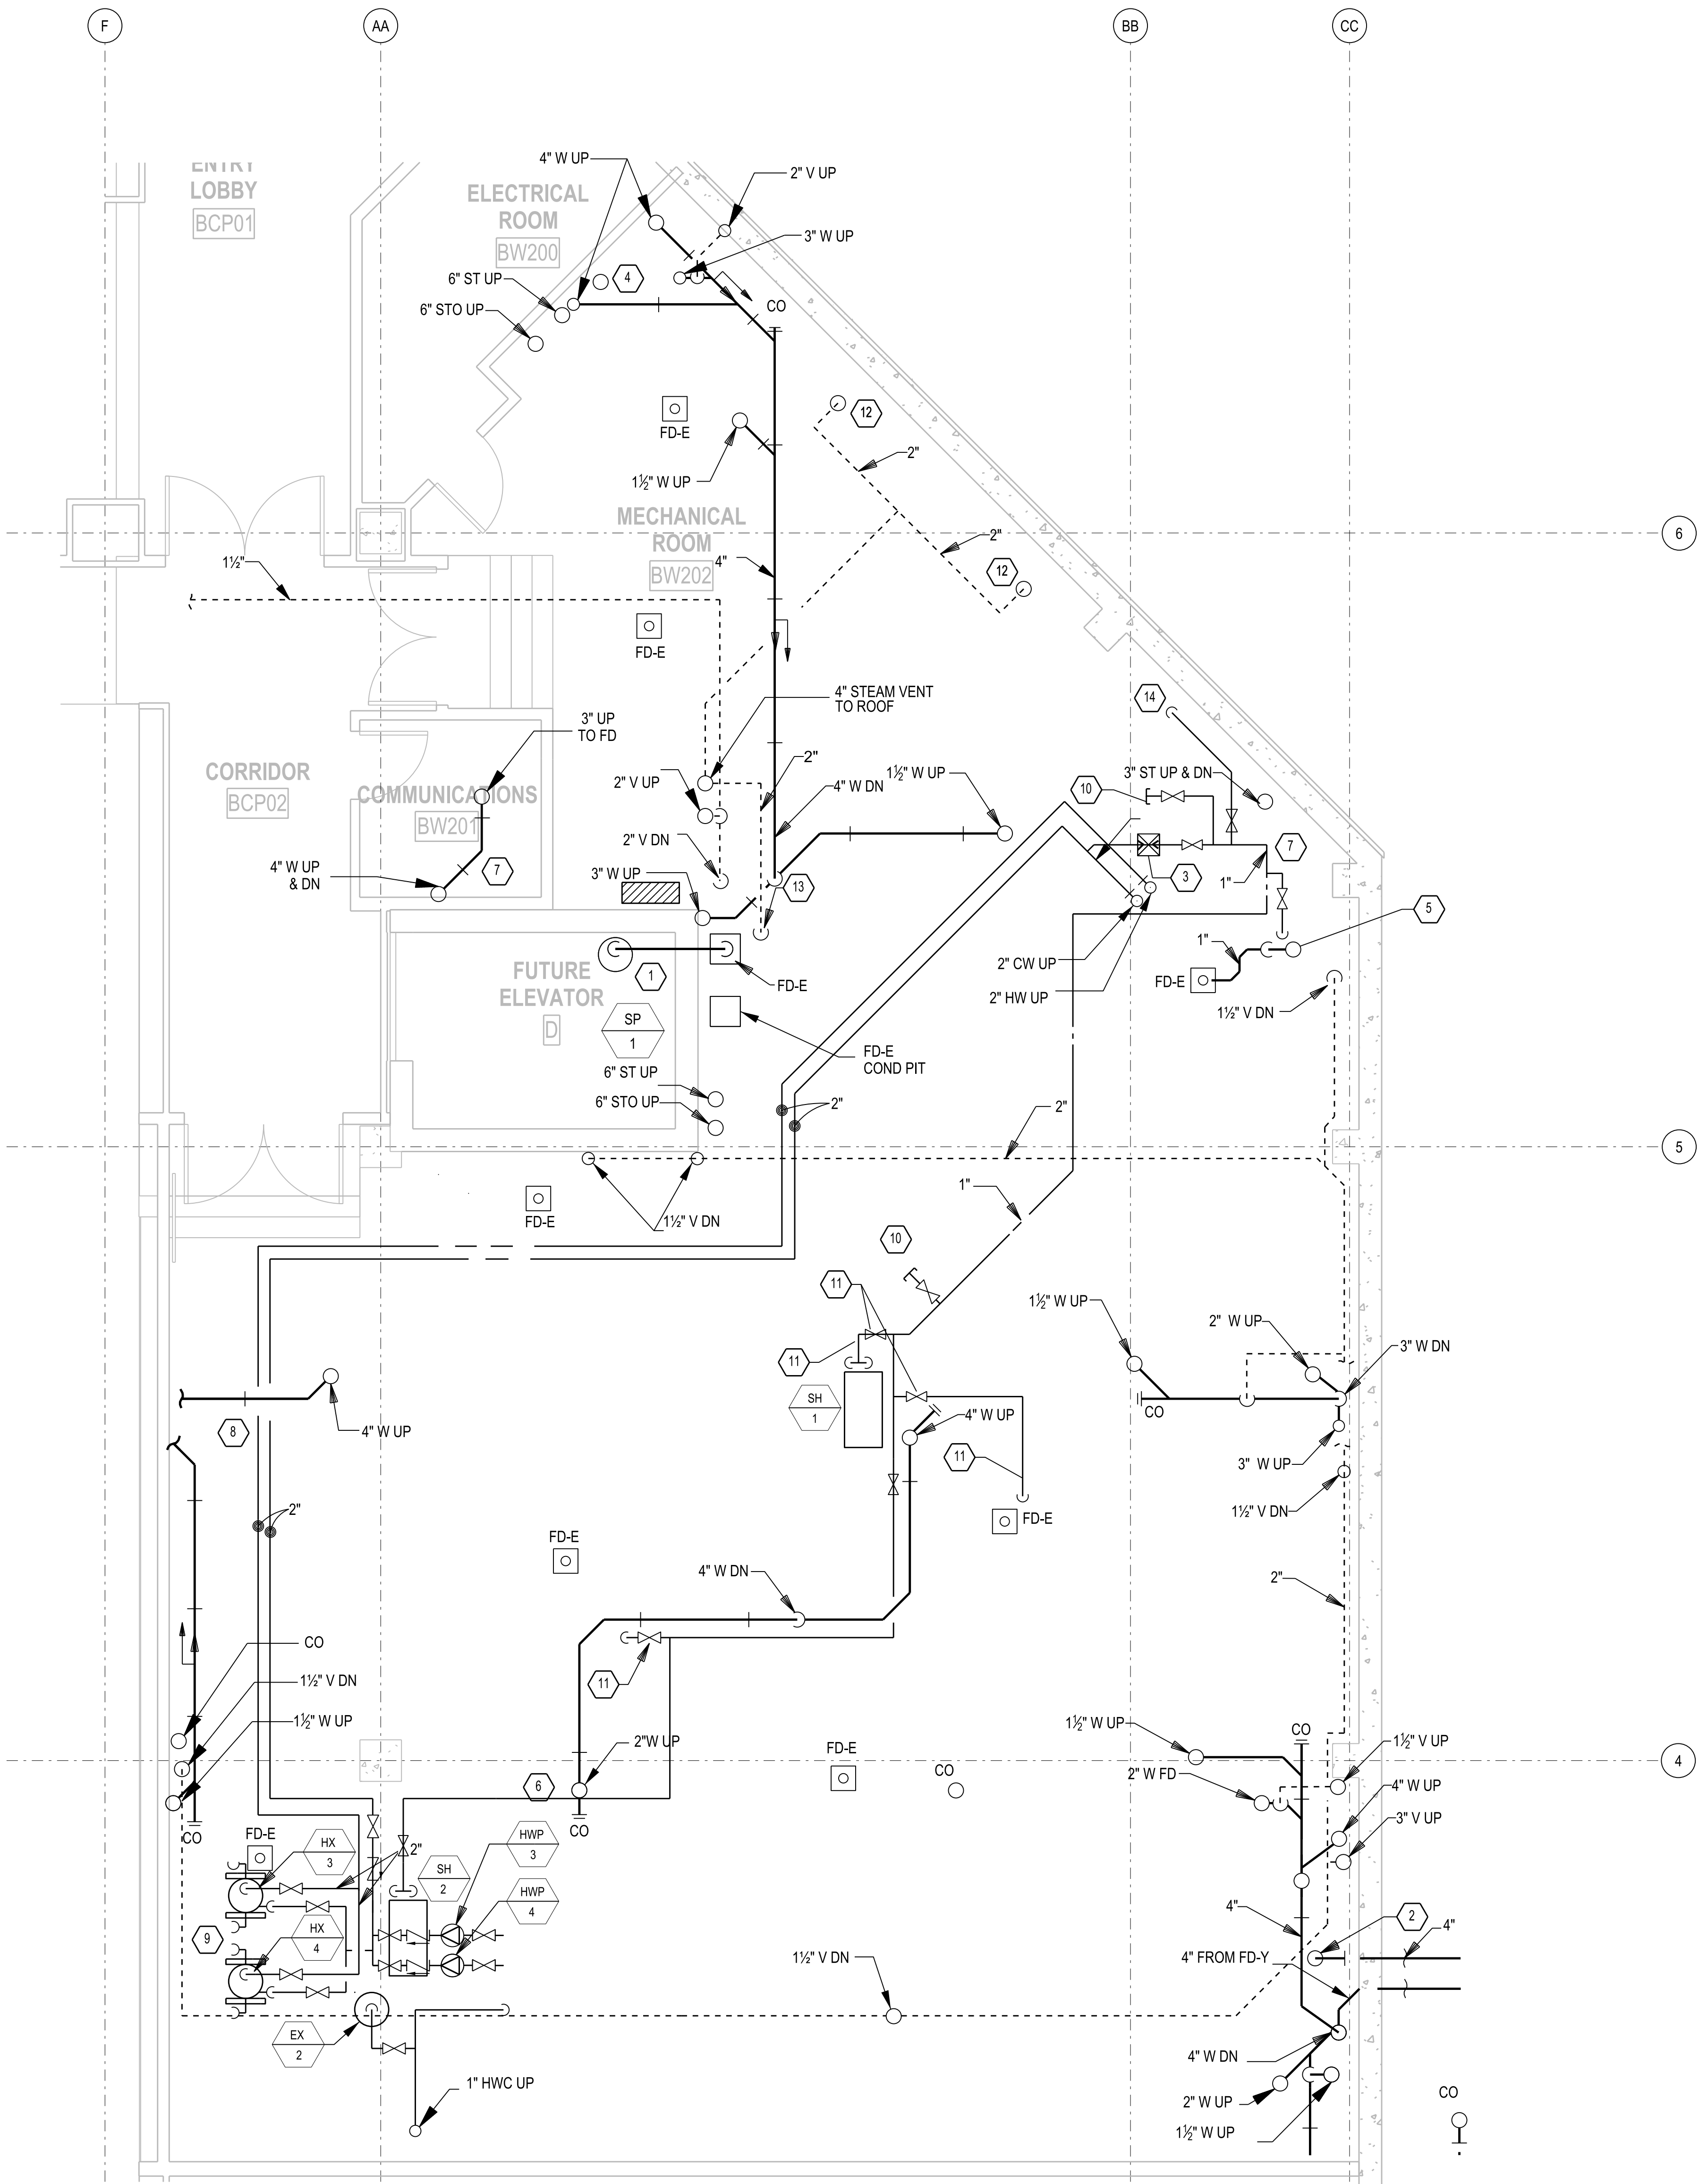 F
AA
BB
CC
ENTRY
LOBBY
BCP01
4" W UP
ELECTRICAL
ROOM
BW200
2" V UP
3" W UP
6" ST UP
4
6" STO UP
CO
FD-E
12
2"
1½" W UP
MECHANICAL
ROOM
BW202
6
4"
2"
12
1½"
FD-E
4" STEAM VENT
TO ROOF
14
3" UP
TO FD
CORRIDOR
BCP02
COMMUNICATIONS
BW201
2" V UP
2"
4" W DN
1½" W UP
3" ST UP & DN
10
2" V DN
7
4" W UP
& DN
7
3" W UP
13
3
1"
5
1
FD-E
2" CW UP
1"
FD-E
FUTURE
ELEVATOR
D
2" HW UP
1½" V DN
SP
1
FD-E
COND PIT
6" ST UP
6" STO UP
2"
2"
5
1"
FD-E
1½" V DN
10
11
1½" W UP
2" W UP
3" W DN
11
SH
1
CO
4" W UP
4" W UP
8
11
3" W UP
1½" V DN
2"
FD-E
FD-E
4" W DN
2"
CO
1½" V DN
11
1½" W UP
1½" W UP
CO
2"W UP
FD-E
1½" V UP
4
6
CO
2" W FD
4" W UP
3" V UP
CO
FD-E
HX
3
2"
CO
HWP
3
SH
2
HWP
4
9
HX
4
4"
2
4"
1½" V DN
4" FROM FD-Y
EX
2
4" W DN
1" HWC UP
2" W UP
CO
1½" W UP